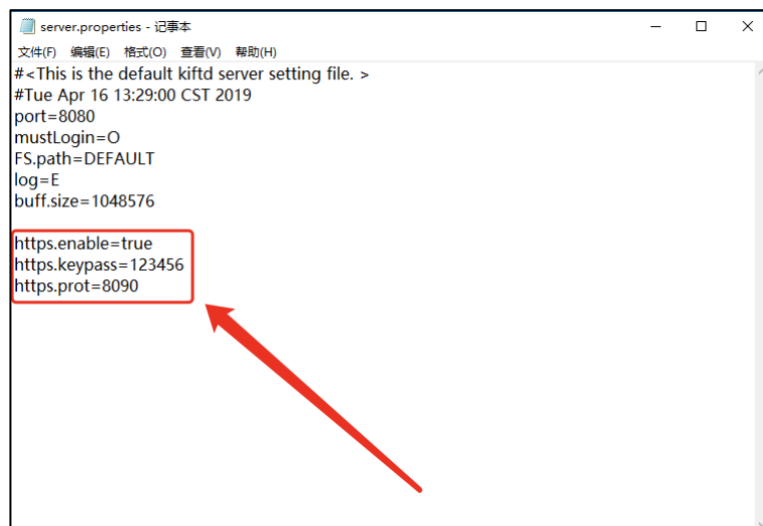 server.properties - 记事本
文件(F) 编辑(E) 格式(O) 查看(V) 帮助(H)
#<This is the default kiftd server setting file. >
#Tue Apr 16 13:29:00 CST 2019
port=8080
mustLogin=O
FS.path=DEFAULT
log=E
buff.size=1048576
https.enable=true
https.keypass=123456
https.prot=8090